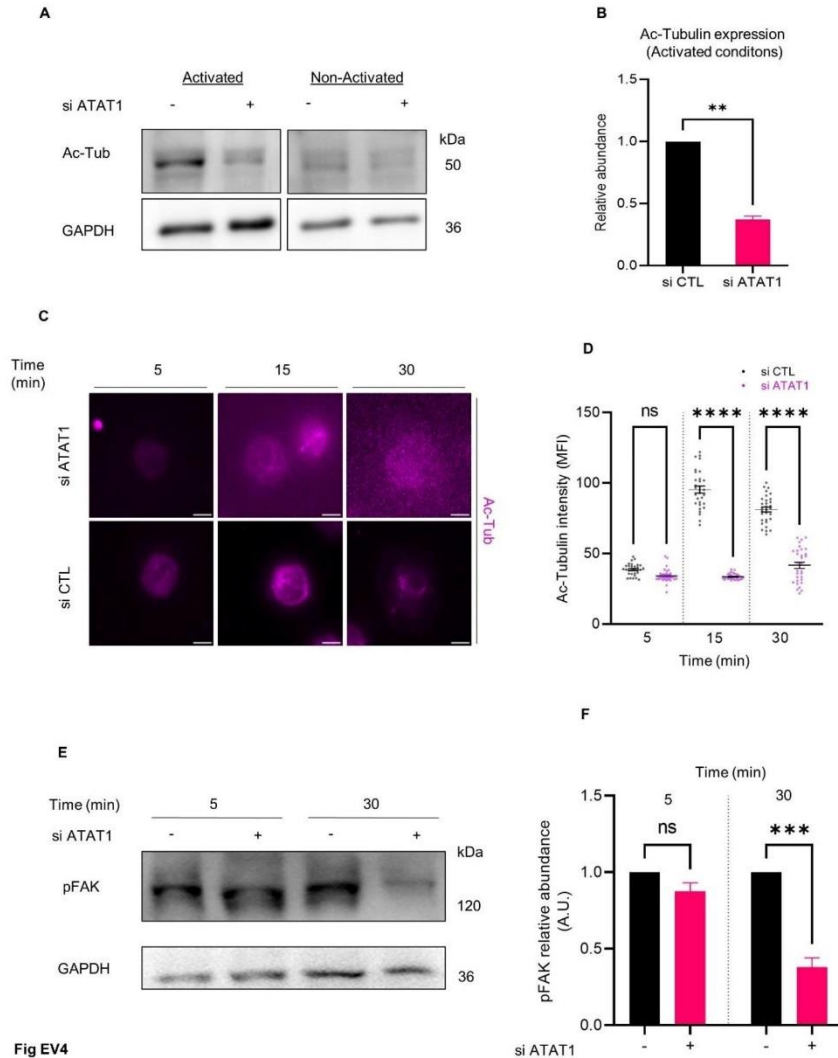 A
Activated Non-Activated
si ATAT1 - + - +
kDa
Ac-Tub 50
GAPDH 36
B
Ac-Tubulin expression
(Activated conditons)
1.5
**
1.0
0.5
0.0
Relative abundance
si CTL si ATAT1
C
Time
(min)
5 15 30
si ATAT1
si CTL
Ac-Tub
D
si CTL
si ATAT1
ns **** ****
150
100
50
0
Ac-Tubulin intensity (MFI)
5 15 30
Time (min)
E
Time (min) 5 30
si ATAT1 - + - +
kDa
pFAK
120
GAPDH 36
F
Time (min)
5 30
ns ***
1.5
1.0
0.5
0.0
pFAK relative abundance
(A.U.)
si ATAT1 - + - +
Fig EV4